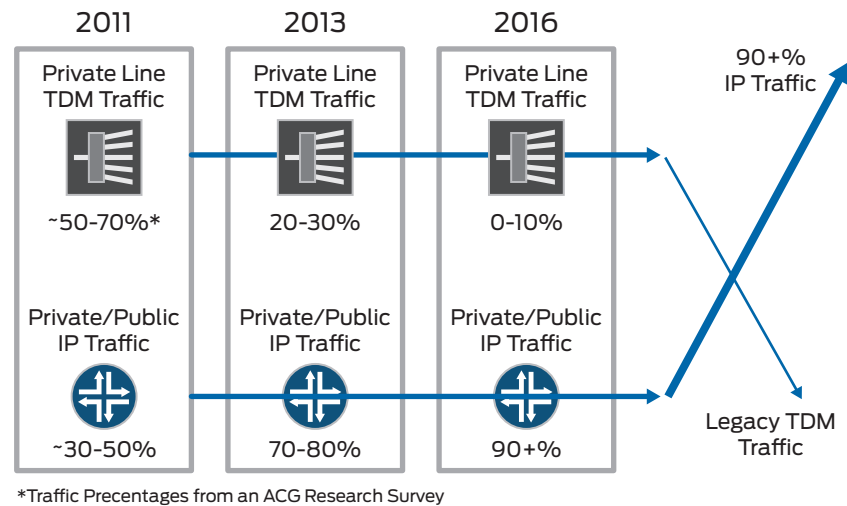 2011
2013
2016
Private Line
TDM Traffic
~50-70%*
Private/Public
IP Traffic
~30-50%
Private Line
TDM Traffic
20-30%
Private/Public
IP Traffic
70-80%
Private Line
TDM Traffic
0-10%
Private/Public
IP Traffic
90+%
90+%
IP Traffic
Legacy TDM
Traffic
*Traffic Precentages from an ACG Research Survey